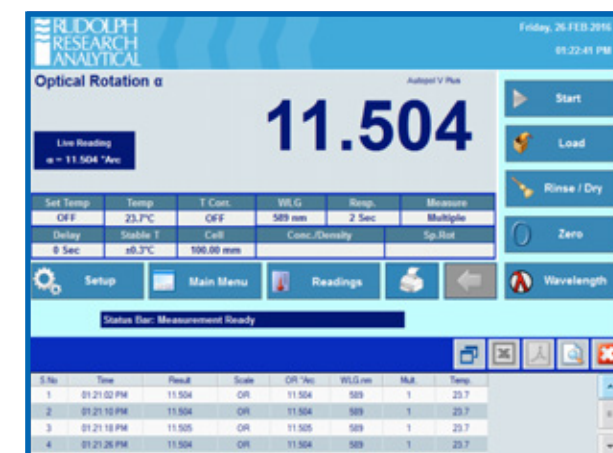 RUDOLPH
RESEARCH
ANALYTICAL
Friday, 26-FEB-2016
01:22:41 PM
Optical Rotation α
Autopol V Plus
11.504
Live Reading
α = 11.504 °Arc
Start
Load
Rinse / Dry
Zero
Wavelength
Set Temp Temp T Corr. WLG Resp. Measure
OFF 23.7°C OFF 589 nm 2 Sec Multiple
Delay Stable T Cell Conc./Density Sp.Rot
0 Sec ±0.3°C 100.00 mm
Setup Main Menu Readings
Status Bar: Measurement Ready
S.No Time Result Scale OR °Arc WLG.nm Mult. Temp.
1 01:21:02 PM 11.504 OR 11.504 589 1 23.7
2 01:21:10 PM 11.504 OR 11.504 589 1 23.7
3 01:21:18 PM 11.505 OR 11.505 589 1 23.7
4 01:21:26 PM 11.504 OR 11.504 589 1 23.7